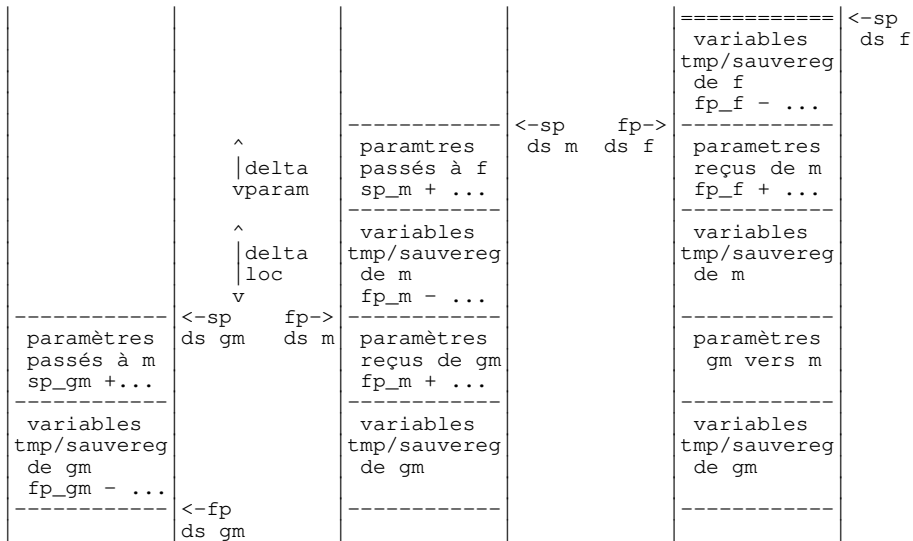 ============ <-sp
variables ds f
tmp/sauvereg
de f
fp_f - ...
------------ <-sp fp-> ------------
^ paramtres ds m ds f parametres
|delta passés à f reçus de m
vparam sp_m + ... fp_f + ...
------------ ------------
^ variables variables
|delta tmp/sauvereg tmp/sauvereg
|loc de m de m
v fp_m - ...
------------ <-sp fp-> ------------ ------------
paramètres ds gm ds m paramètres paramètres
passés à m reçus de gm gm vers m
sp_gm +... fp_m + ...
------------ ------------ ------------
variables variables variables
tmp/sauvereg tmp/sauvereg tmp/sauvereg
de gm de gm de gm
fp_gm - ...
------------ <-fp ------------ ------------
ds gm